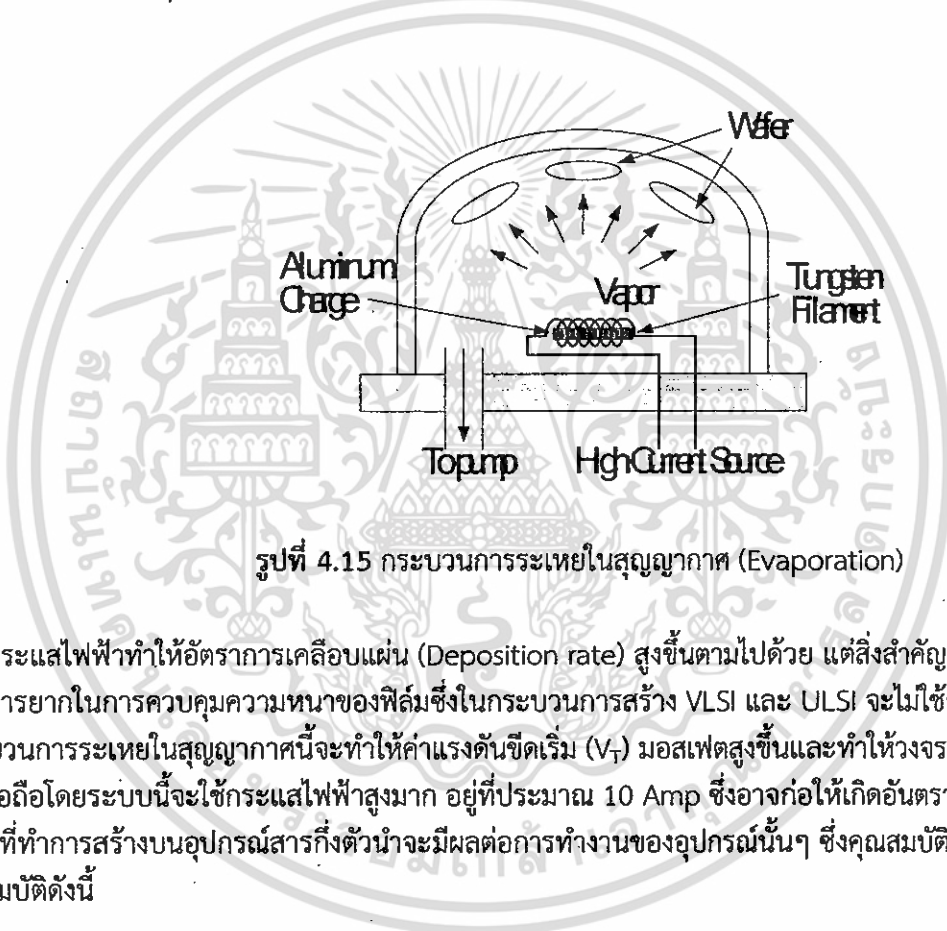 Wafer
Aluminum
Charge
Vapor
Tungsten
Filament
To pump High Current Source
รูปที่ 4.15 กระบวนการระเหยในสุญญากาศ (Evaporation)
ระแสไฟฟ้าทำให้อัตราการเคลือบแผ่น (Deposition rate) สูงขึ้นตามไปด้วย แต่สิ่งสำคัญ
ารยากในการควบคุมความหนาของฟิล์มซึ่งในกระบวนการสร้าง VLSI และ ULSI จะไม่ใช้
วนการระเหยในสุญญากาศนี้จะทำให้ค่าแรงดันขีดเริ่ม (V_T) มอสเฟตสูงขึ้นและทำให้วงจร
อถือโดยระบบนี้จะใช้กระแสไฟฟ้าสูงมาก อยู่ที่ประมาณ 10 Amp ซึ่งอาจก่อให้เกิดอันตรา
ที่ทำการสร้างบนอุปกรณ์สารกึ่งตัวนำจะมีผลต่อการทำงานของอุปกรณ์นั้นๆ ซึ่งคุณสมบัติ
มบัติดังนี้